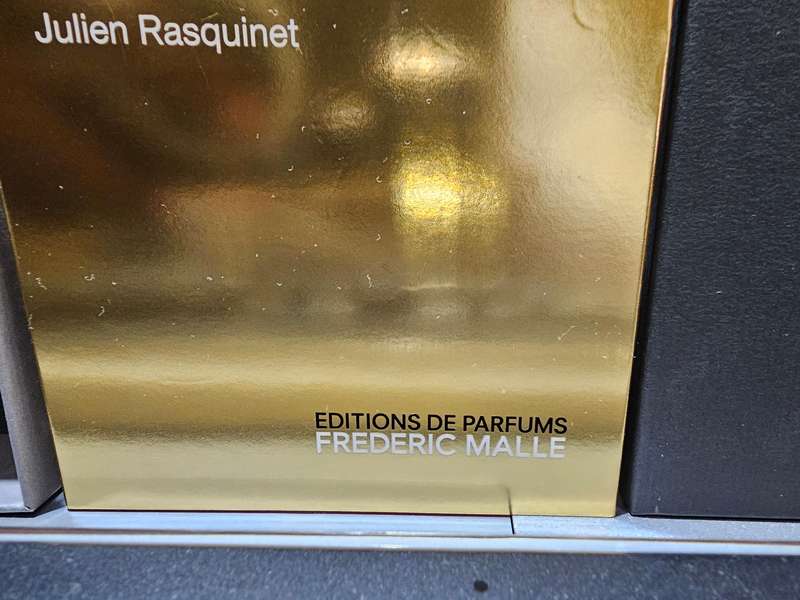 Julien Rasquinet
EDITIONS DE PARFUMS
FREDERIC MALLE